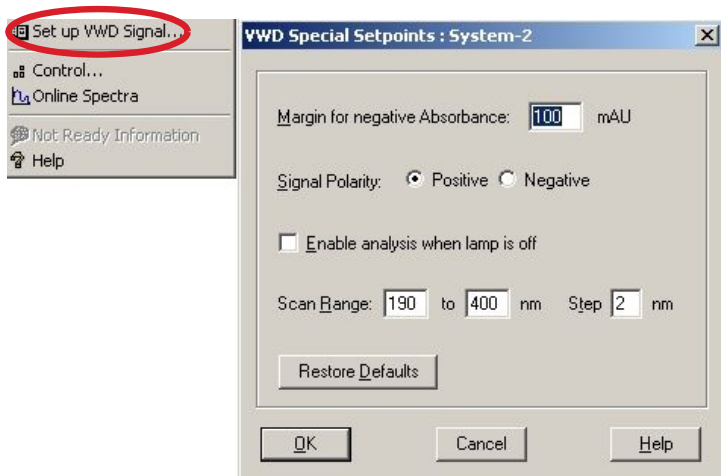 Set up VWD Signal...
Control...
Online Spectra
Not Ready Information
Help
VWD Special Setpoints : System-2
Margin for negative Absorbance: 100 mAU
Signal Polarity: Positive Negative
Enable analysis when lamp is off
Scan Range: 190 to 400 nm Step 2 nm
Restore Defaults
OK Cancel Help